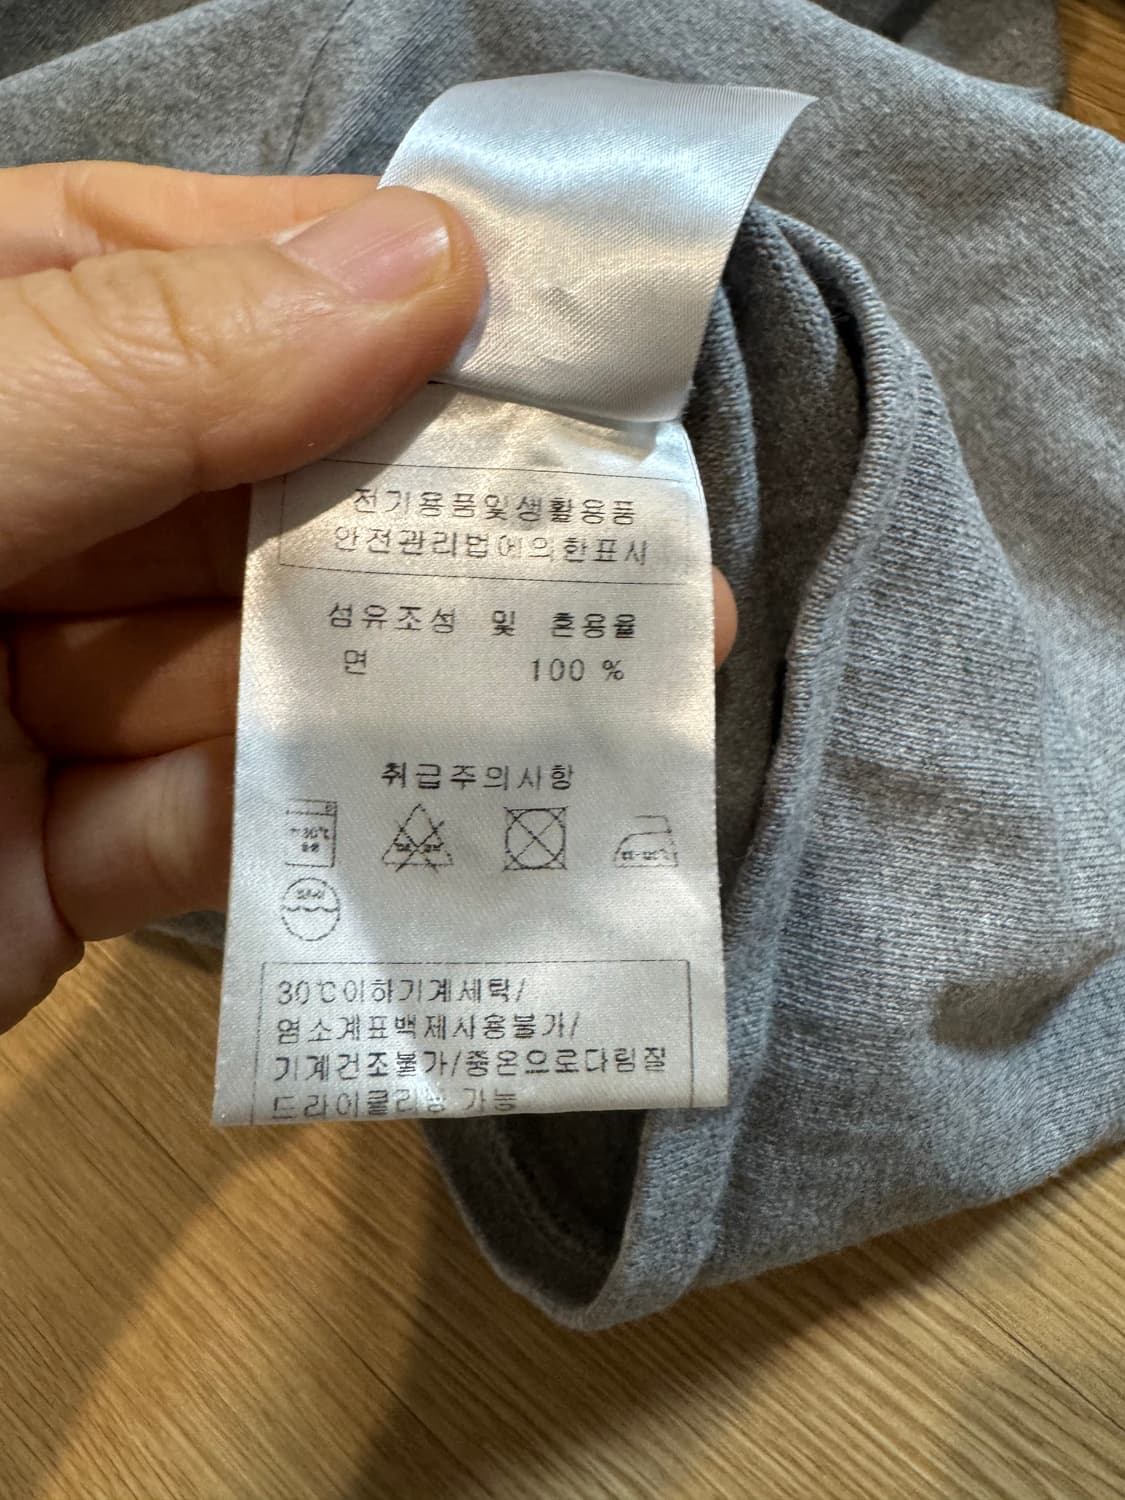 전기용품및생활용품
안전관리법에의한표시
섬유조성 및 혼용율
면 100 %
취급주의사항
30℃이하기계세탁/
염소계표백제사용불가/
기계건조불가/중온으로다림질
드라이클리닝 가능